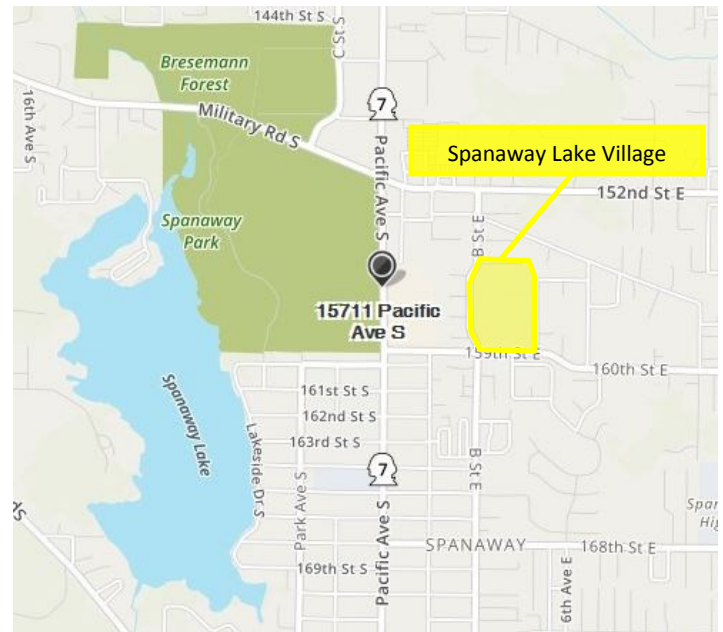 144th St S
C St S
Bresemann
Forest
16th Ave S
7
Military Rd S
Pacific Ave S
Spanaway Lake Village
152nd St E
B St E
Spanaway
Park
15711 Pacific
Ave S
159th St E
160th St E
161st St S
162nd St S
163rd St S
Spanaway Lake
Lakeside Dr S
Park Ave S
7
B St E
Pacific Ave S
SPANAWAY
168th St E
169th St S
6th Ave E